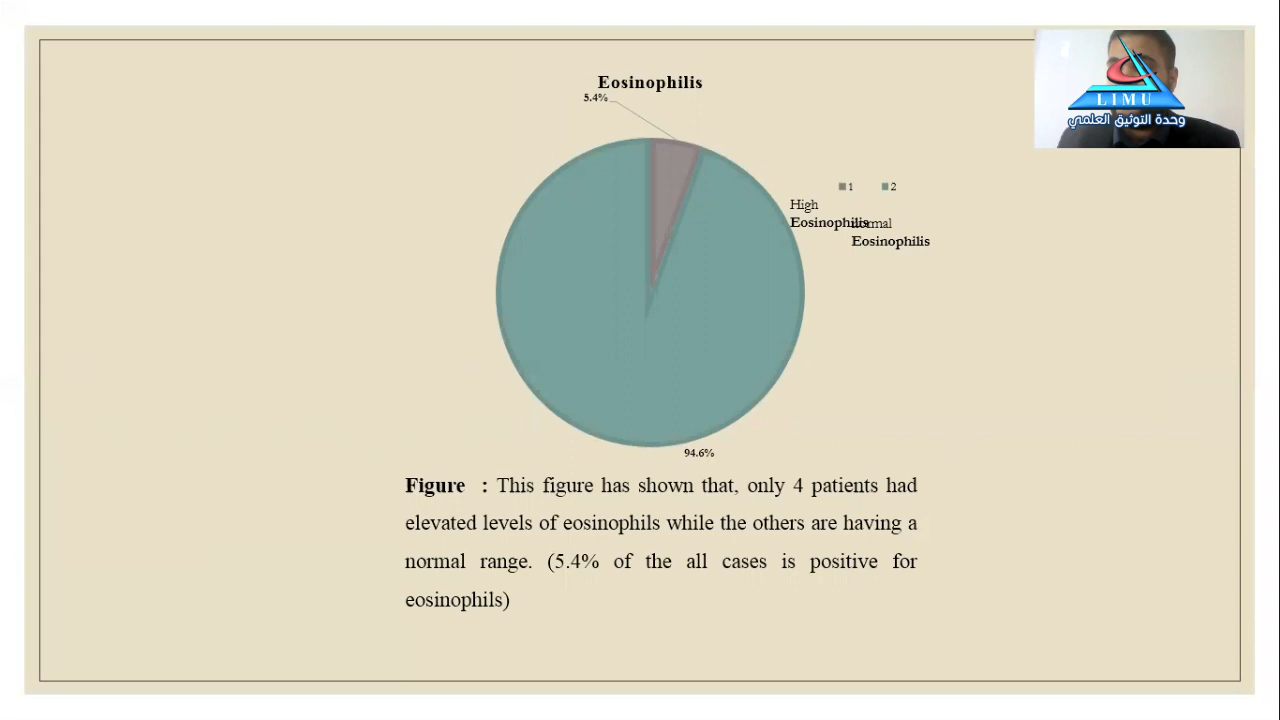 Eosinophilis
5.4%
1 2
High
Eosinophilis
normal
Eosinophilis
94.6%
Figure : This figure has shown that, only 4 patients had
elevated levels of eosinophils while the others are having a
normal range. (5.4% of the all cases is positive for
eosinophils)
LIMU
وحدة التوثيق العلمي